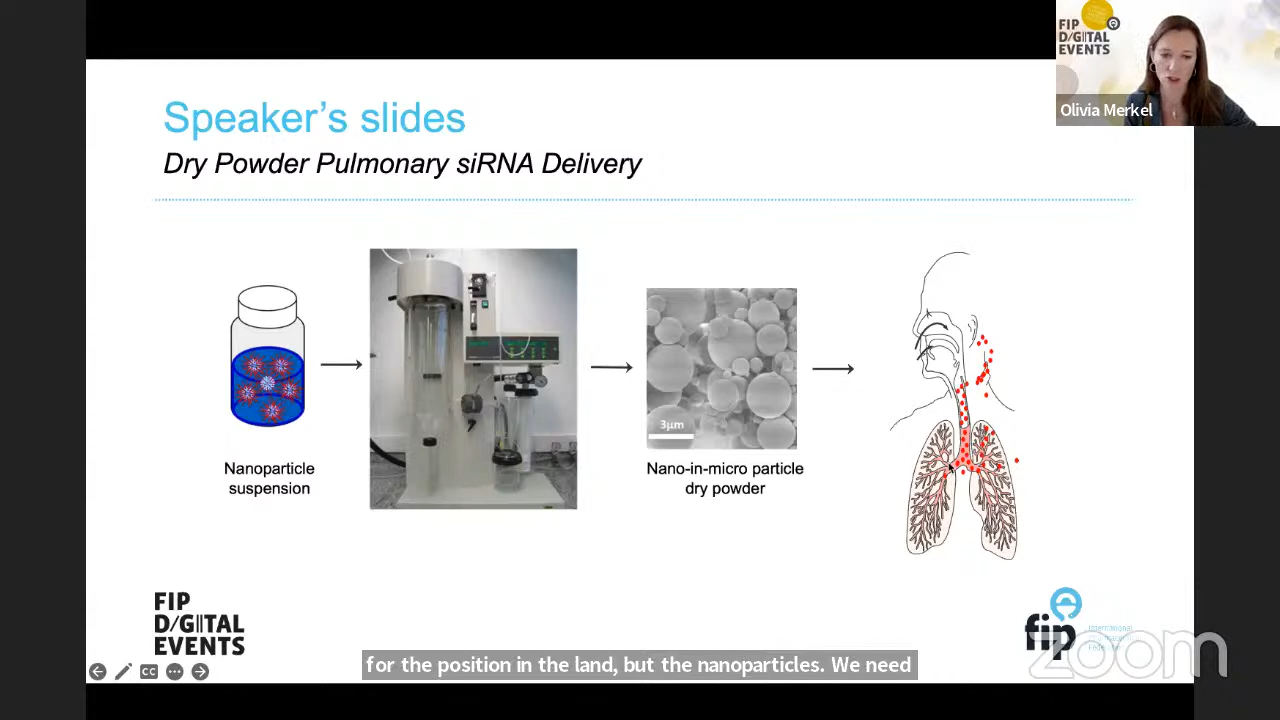 FIP
D/G|TAL
EVENTS
Olivia Merkel
Speaker's slides
Dry Powder Pulmonary siRNA Delivery
3µm
Nanoparticle
suspension
Nano-in-micro particle
dry powder
FIP
D/G|TAL
EVENTS
fip
zoom
CC
for the position in the land, but the nanoparticles. We need